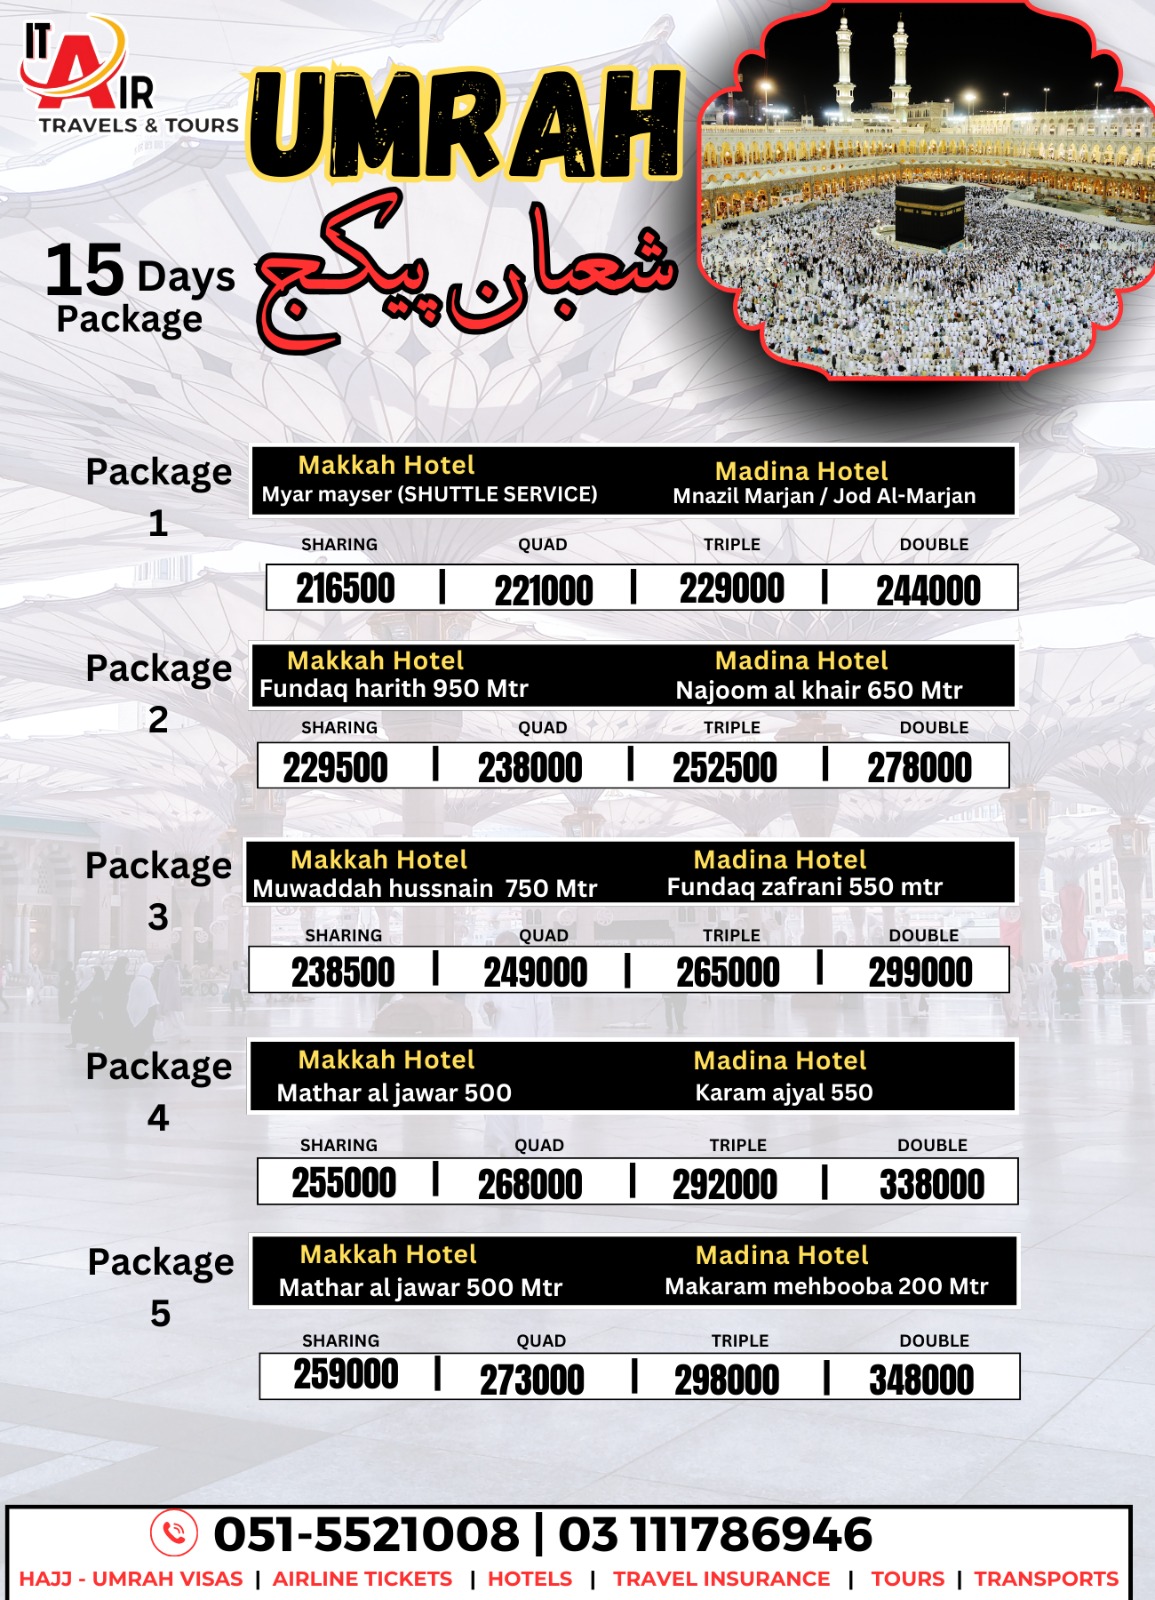 IT AIR
TRAVELS & TOURS
UMRAH
شعبان پیکج
15 Days
Package
Package
1
Makkah Hotel
Madina Hotel
Myar mayser (SHUTTLE SERVICE)
Mnazil Marjan / Jod Al-Marjan
SHARING QUAD TRIPLE DOUBLE
216500 | 221000 | 229000 | 244000
Package
2
Makkah Hotel
Madina Hotel
Fundaq harith 950 Mtr
Najoom al khair 650 Mtr
SHARING QUAD TRIPLE DOUBLE
229500 | 238000 | 252500 | 278000
Package
3
Makkah Hotel
Madina Hotel
Muwaddah hussnain 750 Mtr
Fundaq zafrani 550 mtr
SHARING QUAD TRIPLE DOUBLE
238500 | 249000 | 265000 | 299000
Package
4
Makkah Hotel
Madina Hotel
Mathar al jawar 500
Karam ajyal 550
SHARING QUAD TRIPLE DOUBLE
255000 | 268000 | 292000 | 338000
Package
5
Makkah Hotel
Madina Hotel
Mathar al jawar 500 Mtr
Makaram mehbooba 200 Mtr
SHARING QUAD TRIPLE DOUBLE
259000 | 273000 | 298000 | 348000
051-5521008 | 03 111786946
HAJJ - UMRAH VISAS | AIRLINE TICKETS | HOTELS | TRAVEL INSURANCE | TOURS | TRANSPORTS